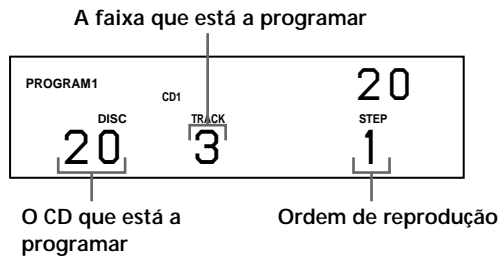 A faixa que está a programar
PROGRAM1
CD1
20
DISC
TRACK
STEP
20
3
1
O CD que está a
programar
Ordem de reprodução